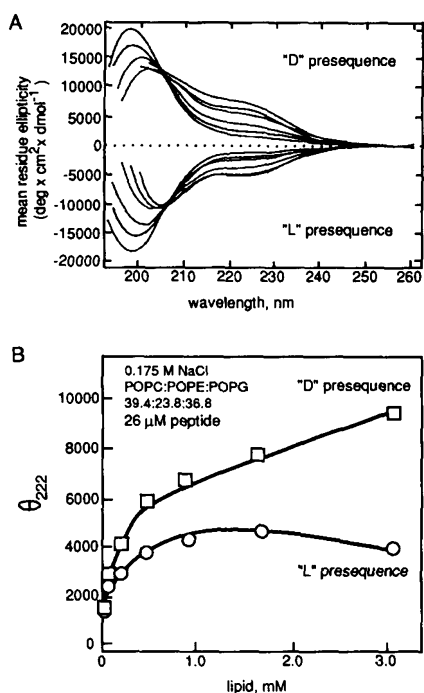 A
mean residue ellipticity
(deg x cm² x dmol⁻¹)
20000
15000
10000
5000
0
-5000
-10000
-15000
-20000
"D" presequence
"L" presequence
200 210 220 230 240 250 260
wavelength, nm
B
0.175 M NaCl
POPC:POPE:POPG
39.4:23.8:36.8
26 μM peptide
"D" presequence
θ222
10000
8000
6000
4000
2000
0
"L" presequence
0 1.0 2.0 3.0
lipid, mM